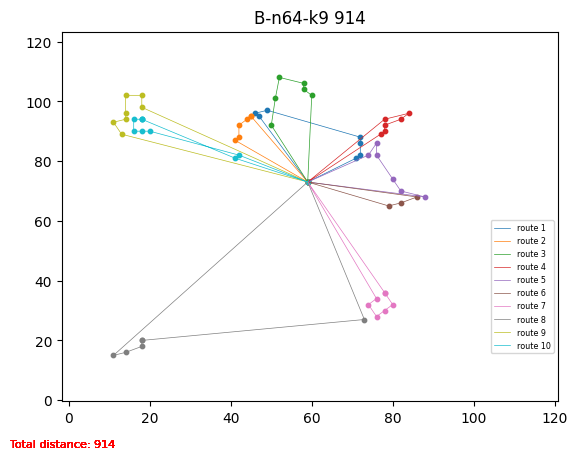 B-n64-k9 914
120
100
80
60
40
20
0
0 20 40 60 80 100 120
route 1
route 2
route 3
route 4
route 5
route 6
route 7
route 8
route 9
route 10
Total distance: 914